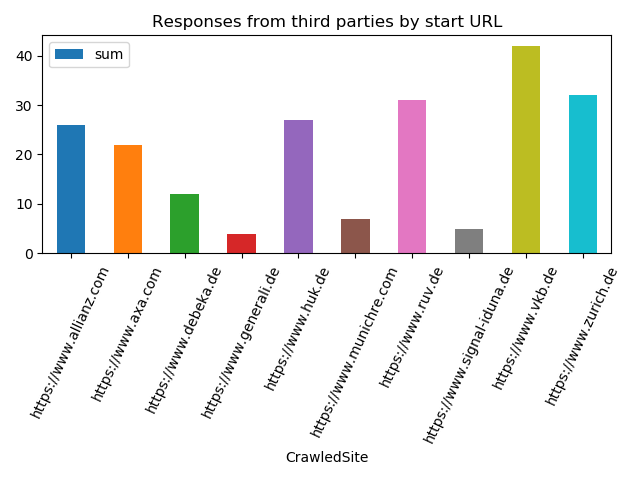 Responses from third parties by start URL
sum
40
30
20
10
0
https://www.allianz.com
https://www.axa.com
https://www.debeka.de
https://www.generali.de
https://www.huk.de
https://www.munichre.com
https://www.ruv.de
https://www.signal-iduna.de
https://www.vkb.de
https://www.zurich.de
CrawledSite